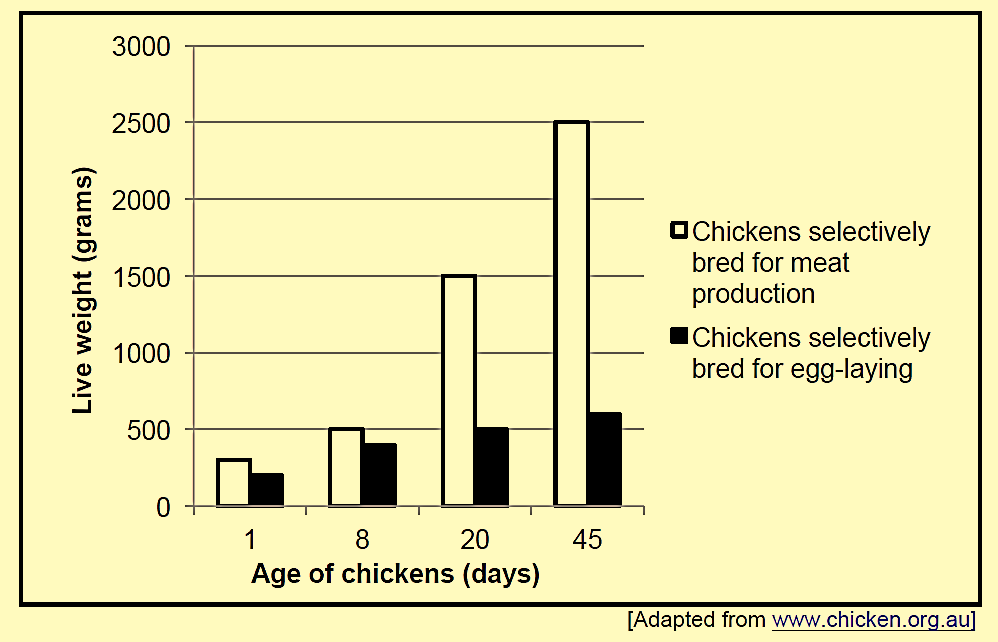 3000
2500
2000
1500
1000
500
0
Live weight (grams)
1 8 20 45
Age of chickens (days)
Chickens selectively
bred for meat
production
Chickens selectively
bred for egg-laying
[Adapted from www.chicken.org.au]